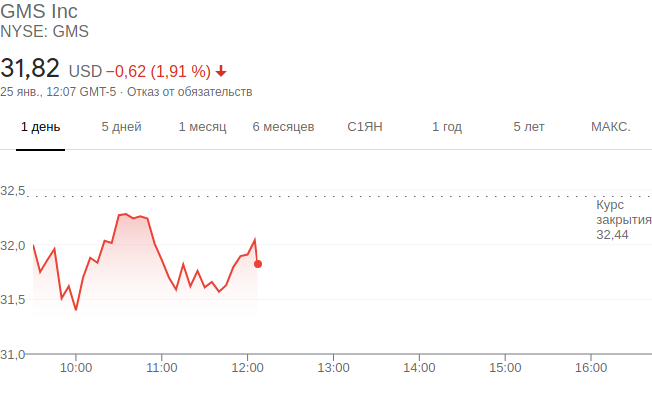 GMS Inc
NYSE: GMS
31,82 USD −0,62 (1,91 %)
25 янв., 12:07 GMT-5 · Отказ от обязательств
1 день 5 дней 1 месяц 6 месяцев С1ЯН 1 год 5 лет МАКС.
32,5
Курс
закрытия
32,44
32,0
31,5
31,0
10:00 11:00 12:00 13:00 14:00 15:00 16:00